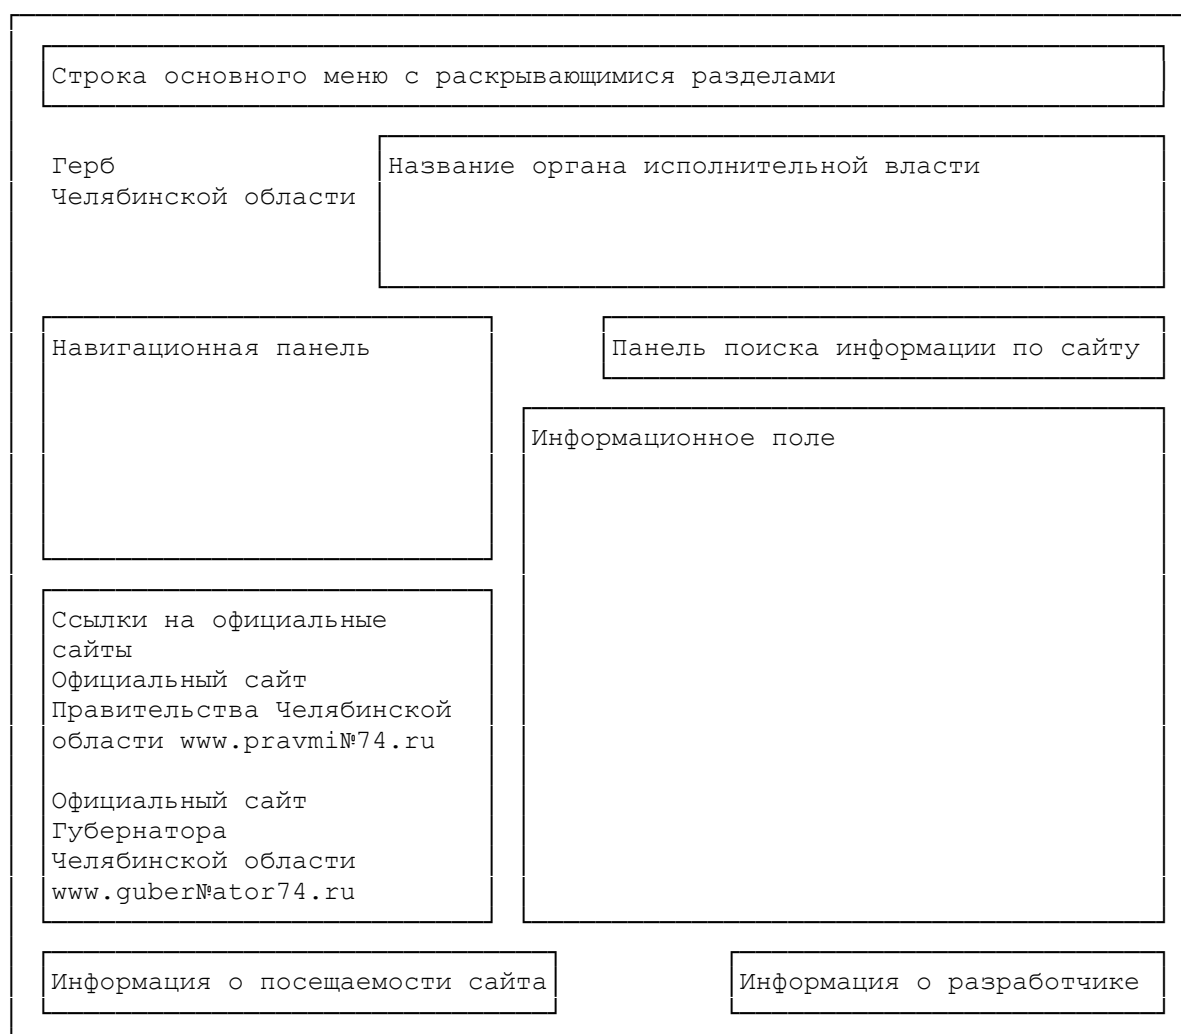 Строка основного меню с раскрывающимися разделами
Герб
Челябинской области
Название органа исполнительной власти
Навигационная панель
Панель поиска информации по сайту
Информационное поле
Ссылки на официальные
сайты
Официальный сайт
Правительства Челябинской
области www.pravmi№74.ru
Официальный сайт
Губернатора
Челябинской области
www.guber№ator74.ru
Информация о посещаемости сайта
Информация о разработчике